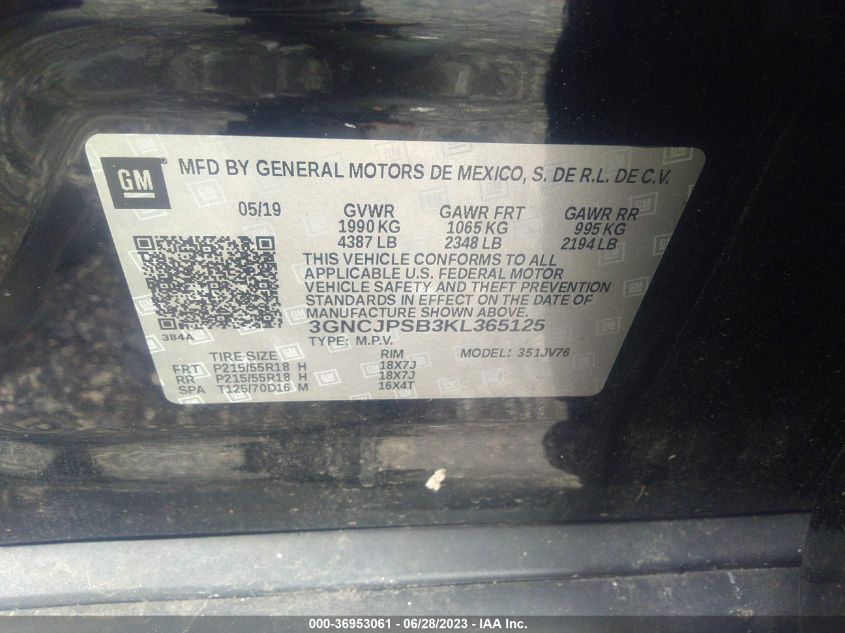 GM
MFD BY GENERAL MOTORS DE MEXICO, S. DE R.L. DE C.V.
05/19 GVWR GAWR FRT GAWR RR
1990 KG 1065 KG 995 KG
4387 LB 2348 LB 2194 LB
THIS VEHICLE CONFORMS TO ALL
APPLICABLE U.S. FEDERAL MOTOR
VEHICLE SAFETY AND THEFT PREVENTION
STANDARDS IN EFFECT ON THE DATE OF
MANUFACTURE SHOWN ABOVE.
3GNCJPSB3KL365125
384A
TYPE: M.P.V. MODEL: 351JV76
TIRE SIZE RIM
FRT P215/55R18 H 18X7J
RR P215/55R18 H 18X7J
SPA T125/70D16 M 16X4T
000-36953061 - 06/28/2023 - IAA Inc.